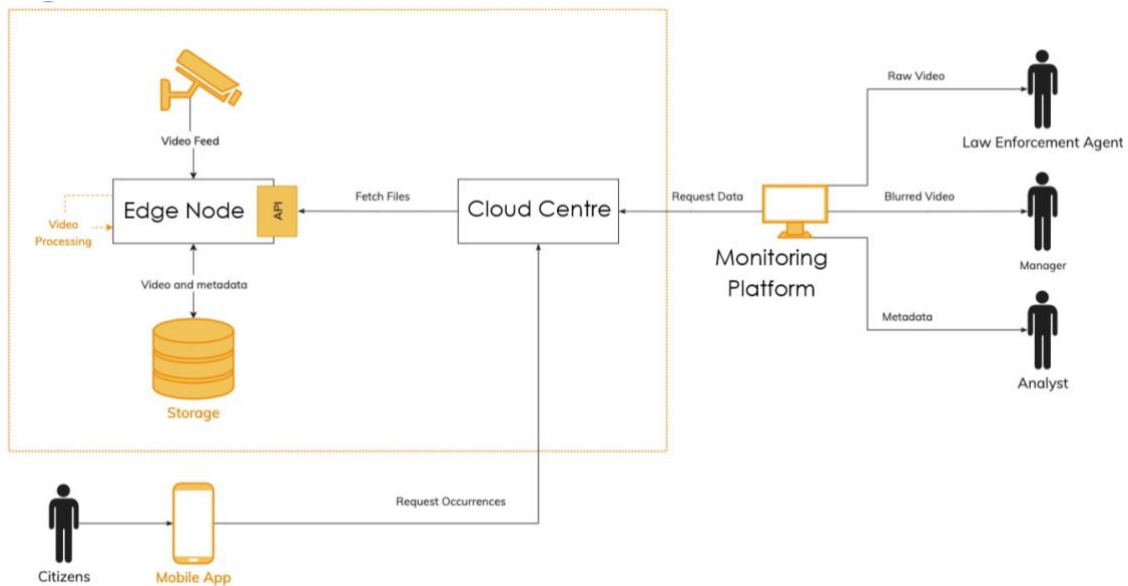 Raw Video
Law Enforcement Agent
Video Feed
Edge Node
API
Fetch Files
Cloud Centre
Request Data
Blurred Video
Video
Processing
Monitoring
Platform
Manager
Video and metadata
Metadata
Analyst
Storage
Request Occurrences
Citizens
Mobile App